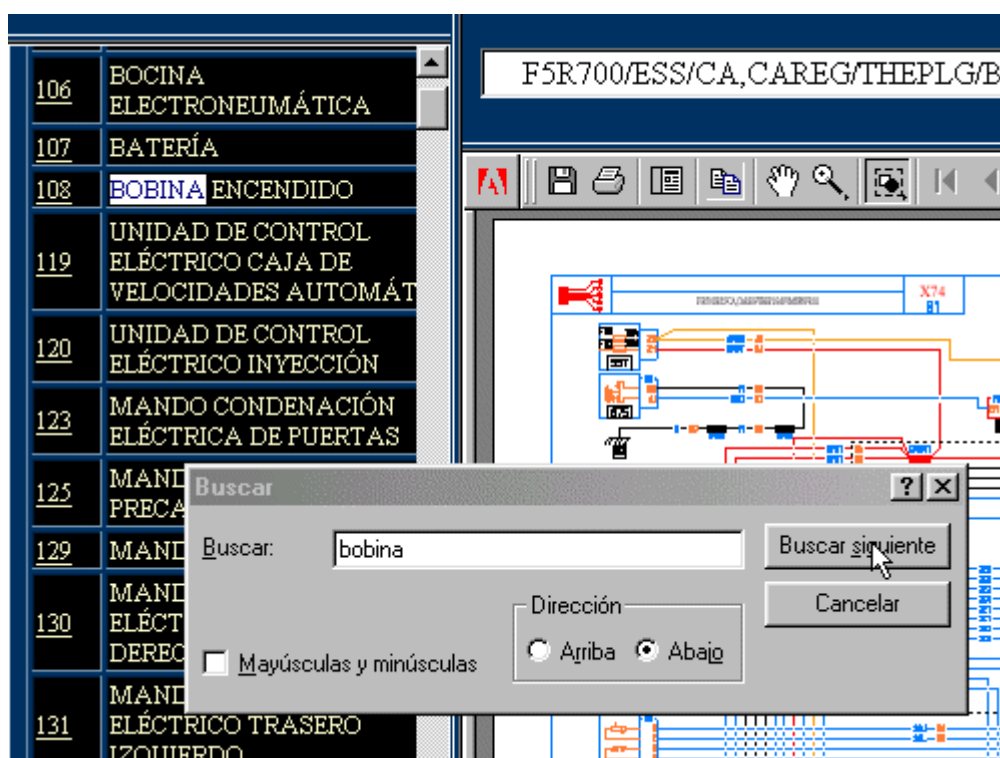 106
BOCINA
ELECTRONEUMÁTICA
107
BATERÍA
108
BOBINA ENCENDIDO
119
UNIDAD DE CONTROL
ELÉCTRICO CAJA DE
VELOCIDADES AUTOMÁT
120
UNIDAD DE CONTROL
ELÉCTRICO INYECCIÓN
123
MANDO CONDENACIÓN
ELÉCTRICA DE PUERTAS
125
MAND
PRECA
129
MAND
130
MAND
ELÉCT
DEREC
131
MAND
ELÉCTRICO TRASERO
IZQUIERDO
F5R700/ESS/CA,CAREG/THEPLG/B
X74
B1
Buscar
Buscar:
bobina
Buscar siguiente
Cancelar
Dirección
Arriba
Abajo
Mayúsculas y minúsculas